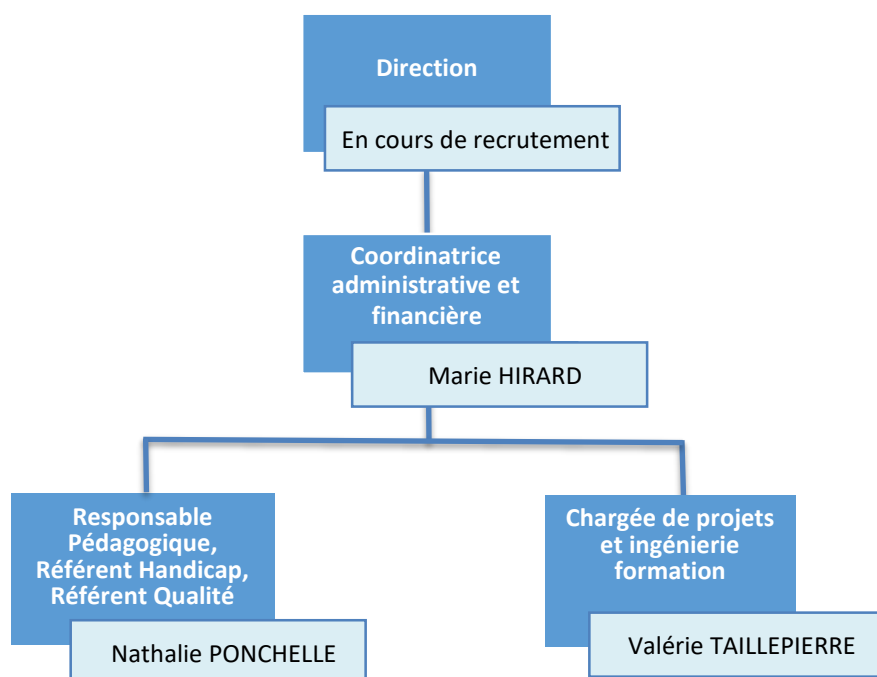 Direction
En cours de recrutement
Coordinatrice
administrative et
financière
Marie HIRARD
Responsable
Pédagogique,
Référent Handicap,
Référent Qualité
Nathalie PONCHELLE
Chargée de projets
et ingénierie
formation
Valérie TAILLEPIERRE